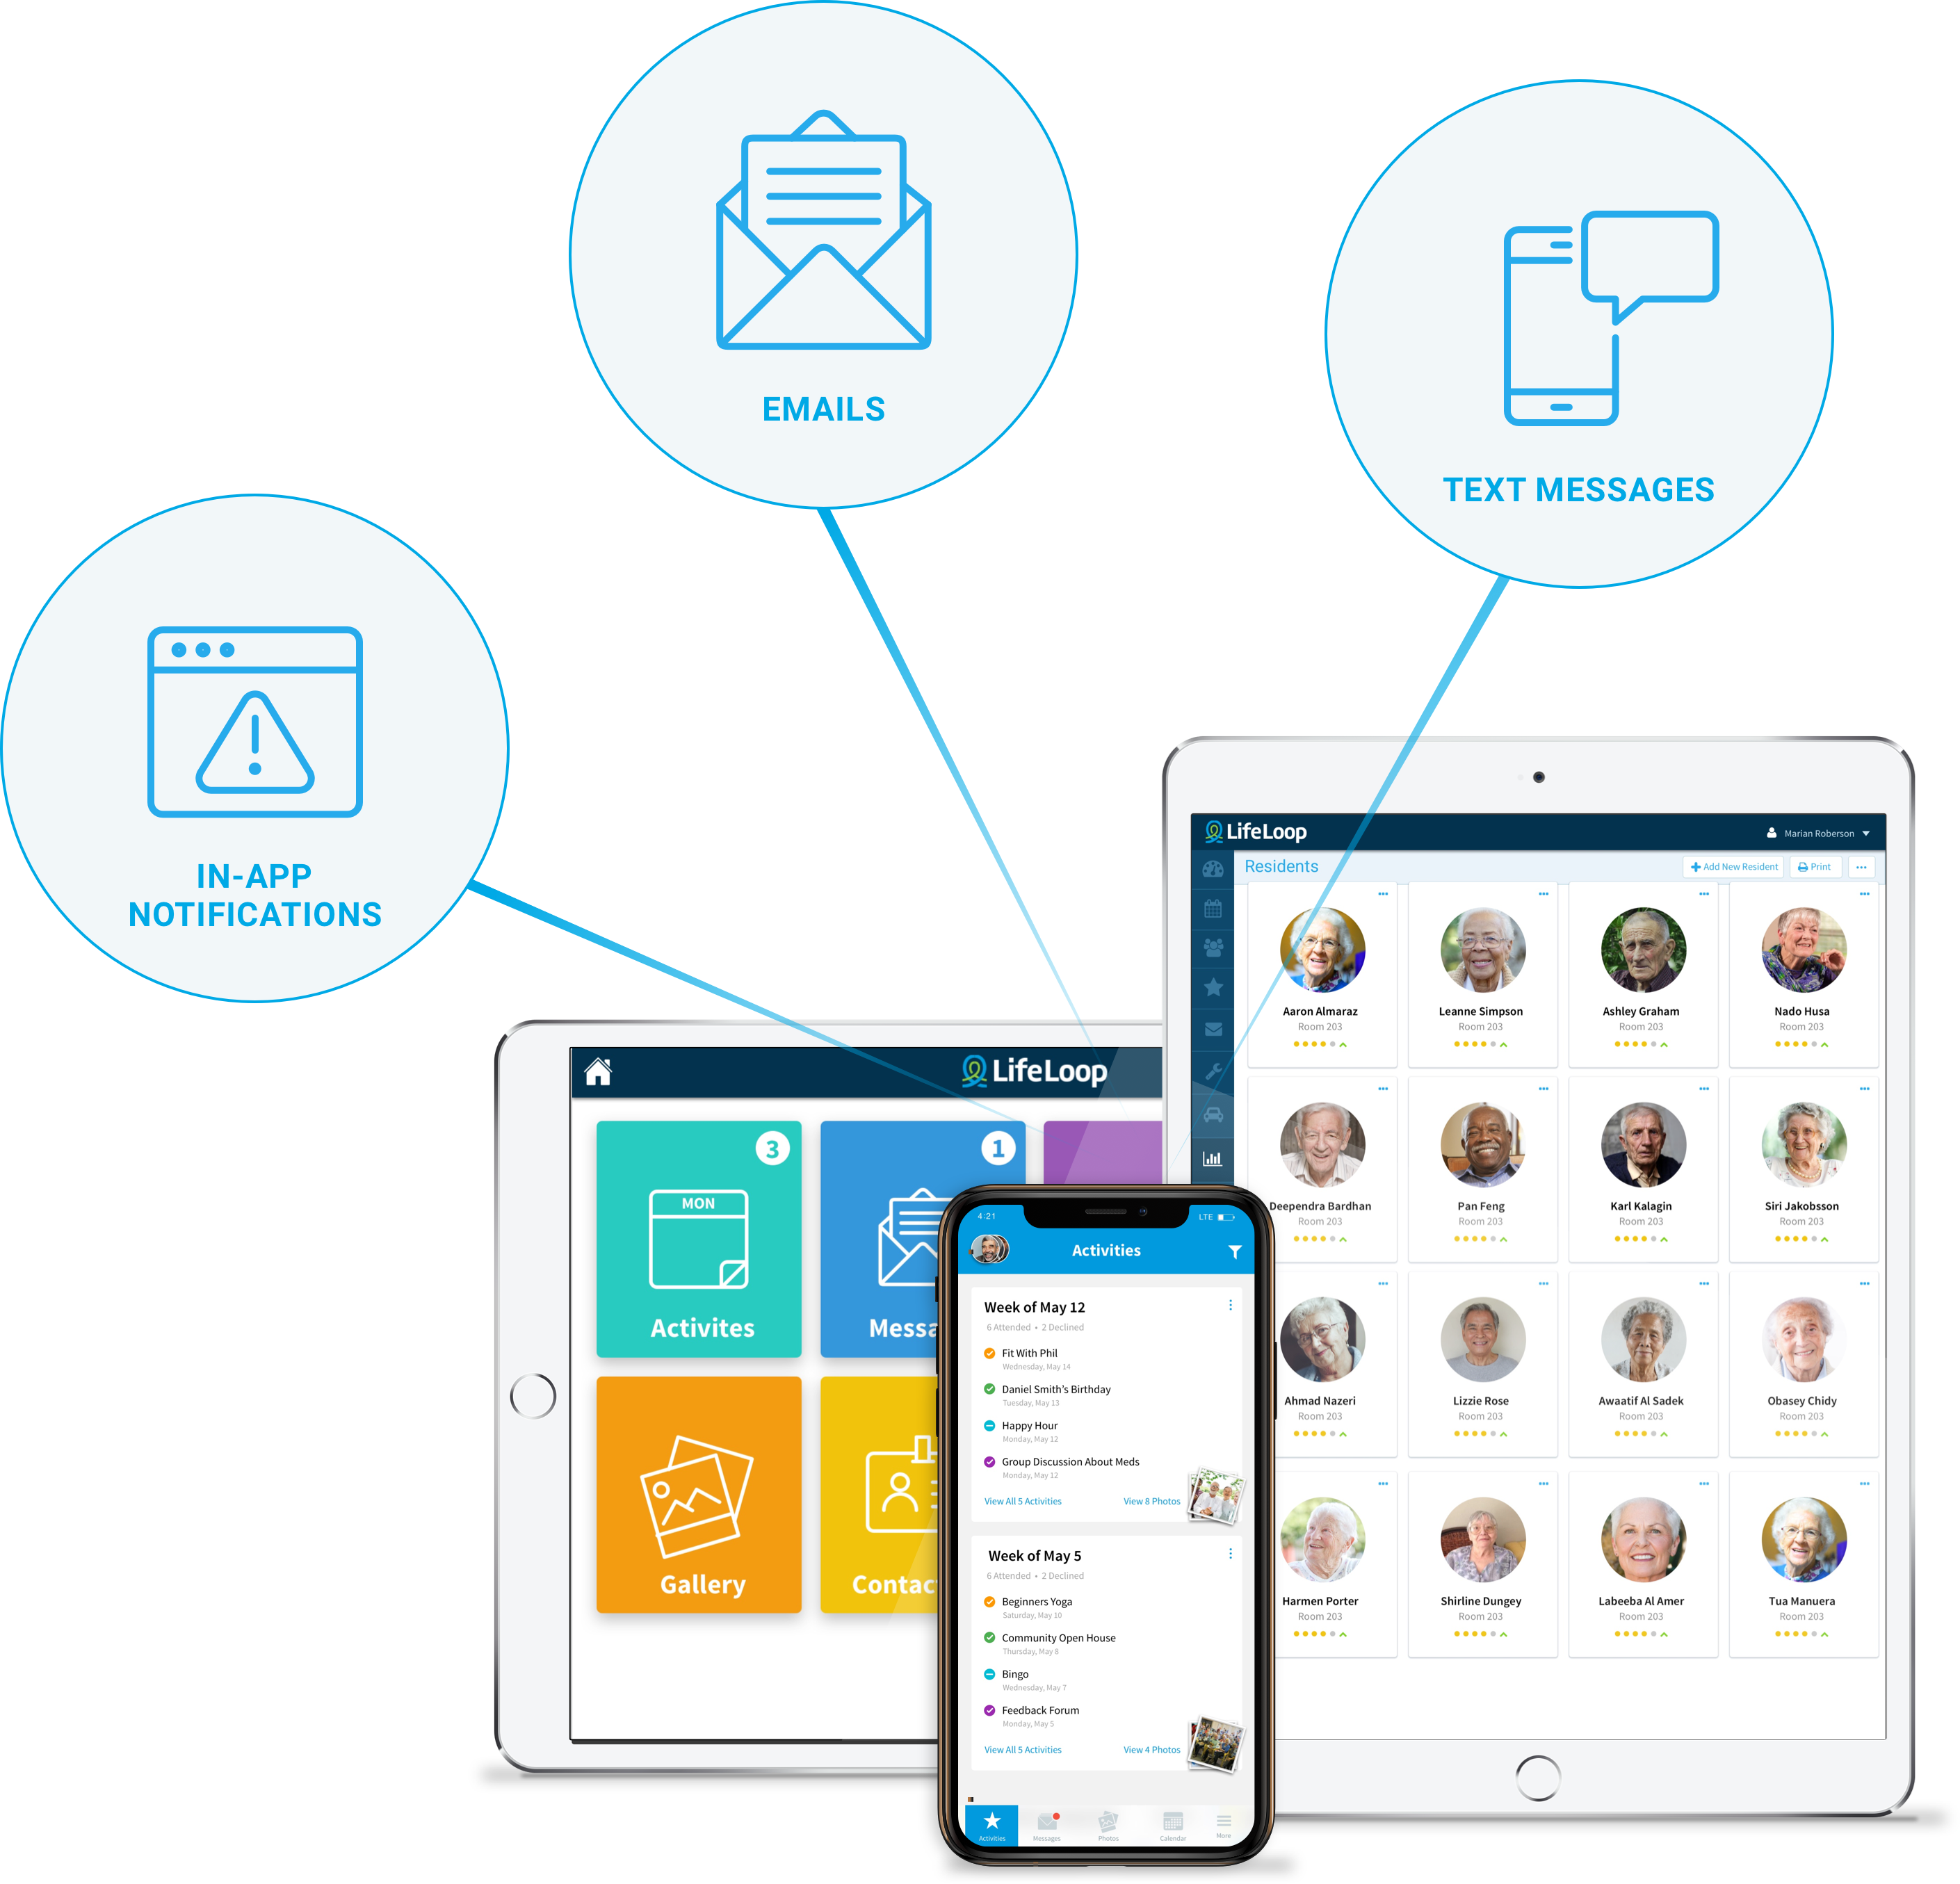 EMAILS
TEXT MESSAGES
IN-APP
NOTIFICATIONS
LifeLoop
Marian Roberson
Residents
Add New Resident
Print
Aaron Almaraz
Room 203
Leanne Simpson
Room 203
Ashley Graham
Room 203
Nado Husa
Room 203
Deependra Bardhan
Room 203
Pan Feng
Room 203
Karl Kalagin
Room 203
Siri Jakobsson
Room 203
Ahmad Nazeri
Room 203
Lizzie Rose
Room 203
Awaatif Al Sadek
Room 203
Obasey Chidy
Room 203
Harmen Porter
Room 203
Shirline Dungey
Room 203
Labeeba Al Amer
Room 203
Tua Manuera
Room 203
LifeLoop
3
MON
Activites
1
Messa
Gallery
Contac
4:21
LTE
Activities
Week of May 12
6 Attended • 2 Declined
Fit With Phil
Wednesday, May 14
Daniel Smith's Birthday
Tuesday, May 13
Happy Hour
Monday, May 12
Group Discussion About Meds
Monday, May 12
View All 5 Activities
View 8 Photos
Week of May 5
6 Attended • 2 Declined
Beginners Yoga
Saturday, May 10
Community Open House
Thursday, May 8
Bingo
Wednesday, May 7
Feedback Forum
Monday, May 5
View All 5 Activities
View 4 Photos
Activities
Messages
Photos
Calendar
More